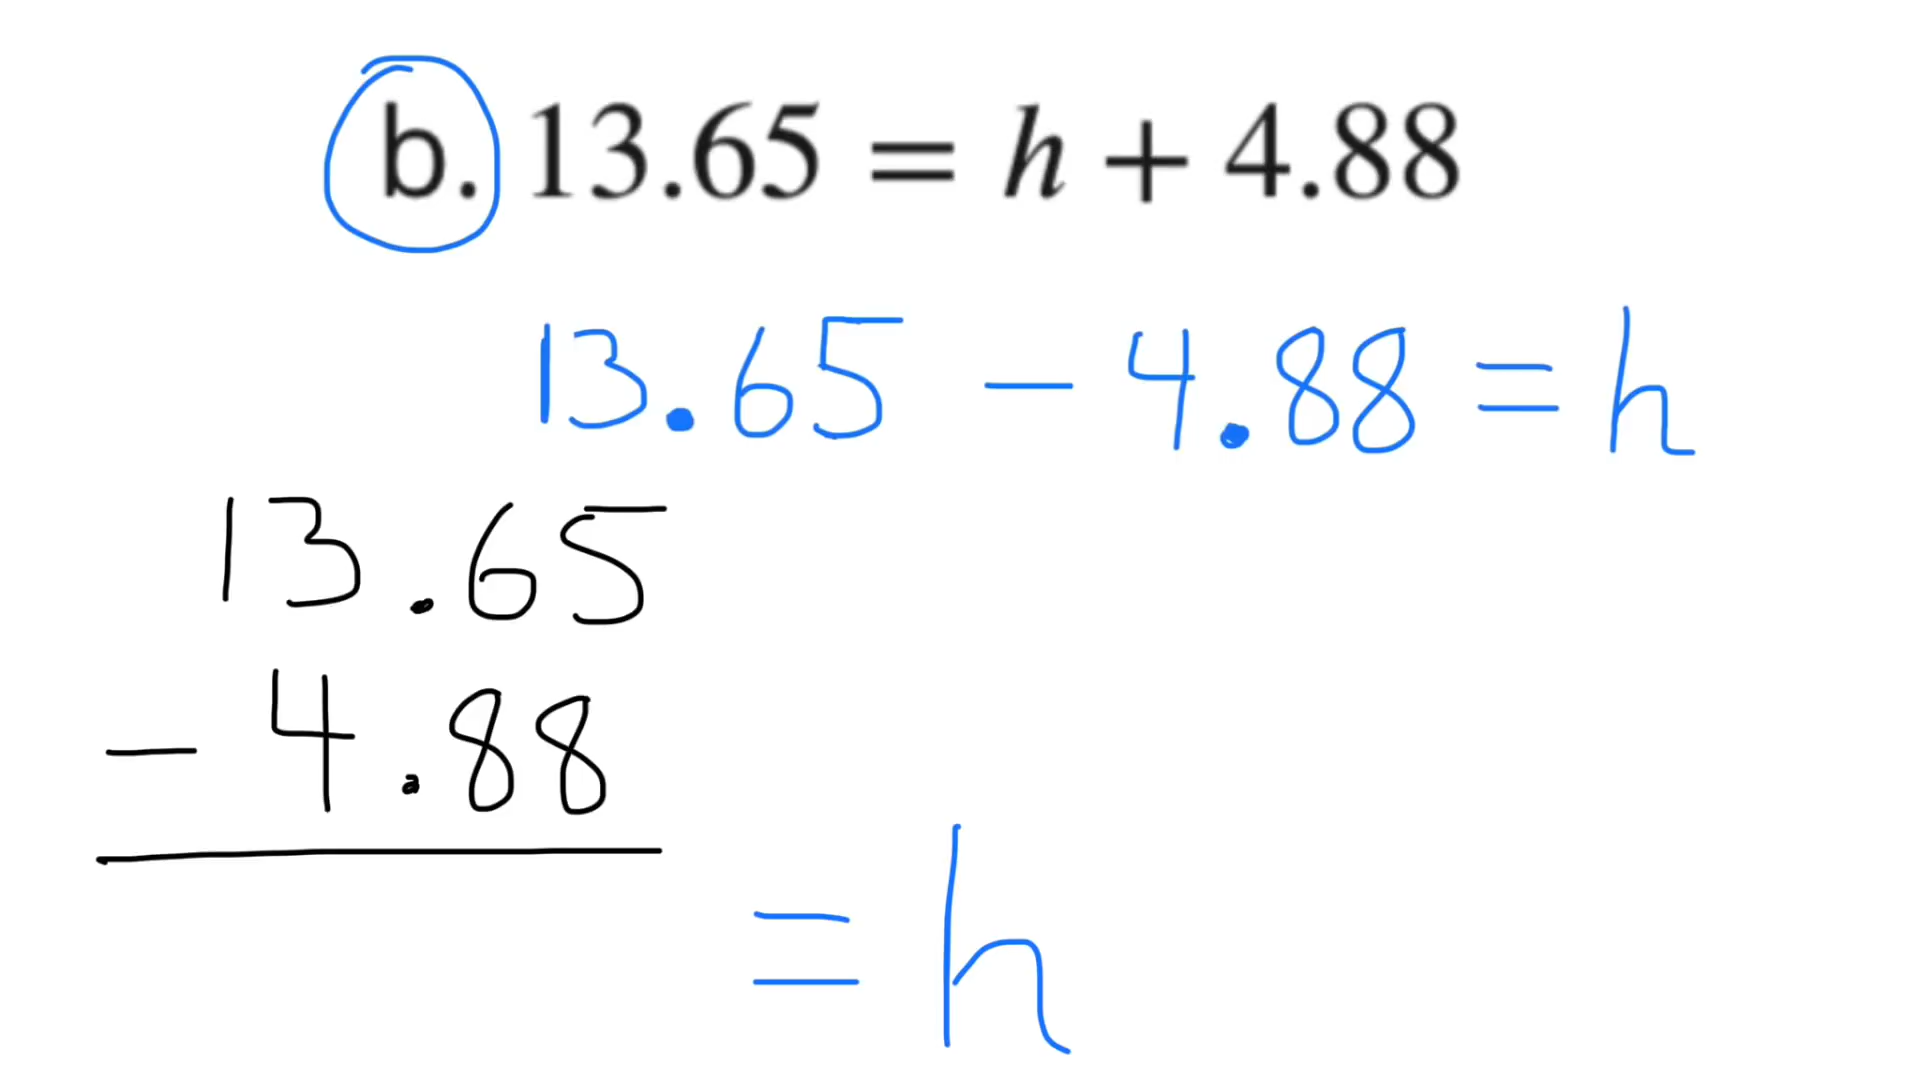 b. 13.65 = h + 4.88
13.65 - 4.88 = h
13.65
- 4.88
= h